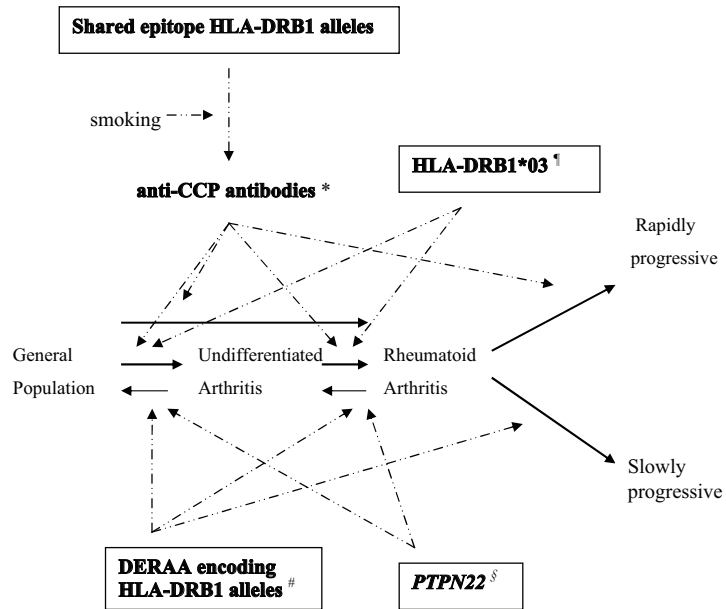 Shared epitope HLA-DRB1 alleles
smoking
anti-CCP antibodies *
HLA-DRB1*03 ¶
Rapidly
progressive
General
Population
Undifferentiated
Arthritis
Rheumatoid
Arthritis
Slowly
progressive
DERAA encoding
HLA-DRB1 alleles #
PTPN22 §